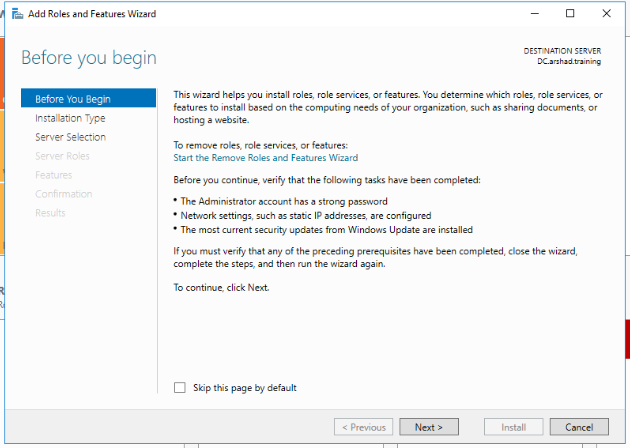 Add Roles and Features Wizard
Before you begin
DESTINATION SERVER
DC.arshad.training
Before You Begin
Installation Type
Server Selection
Server Roles
Features
Confirmation
Results
This wizard helps you install roles, role services, or features. You determine which roles, role services, or
features to install based on the computing needs of your organization, such as sharing documents, or
hosting a website.
To remove roles, role services, or features:
Start the Remove Roles and Features Wizard
Before you continue, verify that the following tasks have been completed:
• The Administrator account has a strong password
• Network settings, such as static IP addresses, are configured
• The most current security updates from Windows Update are installed
If you must verify that any of the preceding prerequisites have been completed, close the wizard,
complete the steps, and then run the wizard again.
To continue, click Next.
Skip this page by default
< Previous
Next >
Install
Cancel